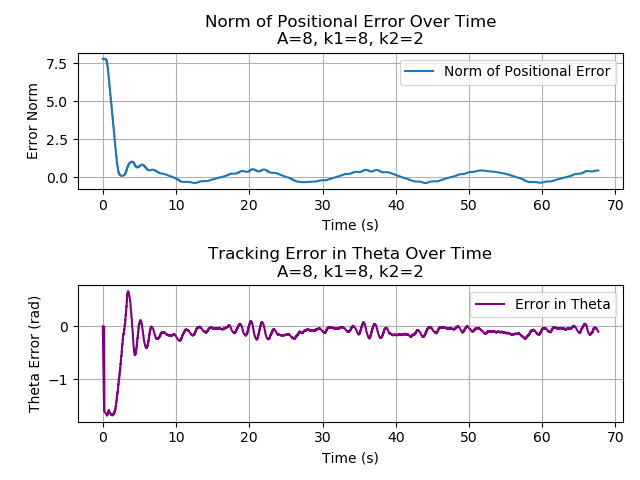 Norm of Positional Error Over Time
A=8, k1=8, k2=2
Norm of Positional Error
Error Norm
7.5
5.0
2.5
0.0
0 10 20 30 40 50 60 70
Time (s)
Tracking Error in Theta Over Time
A=8, k1=8, k2=2
Error in Theta
Theta Error (rad)
0
−1
0 10 20 30 40 50 60 70
Time (s)